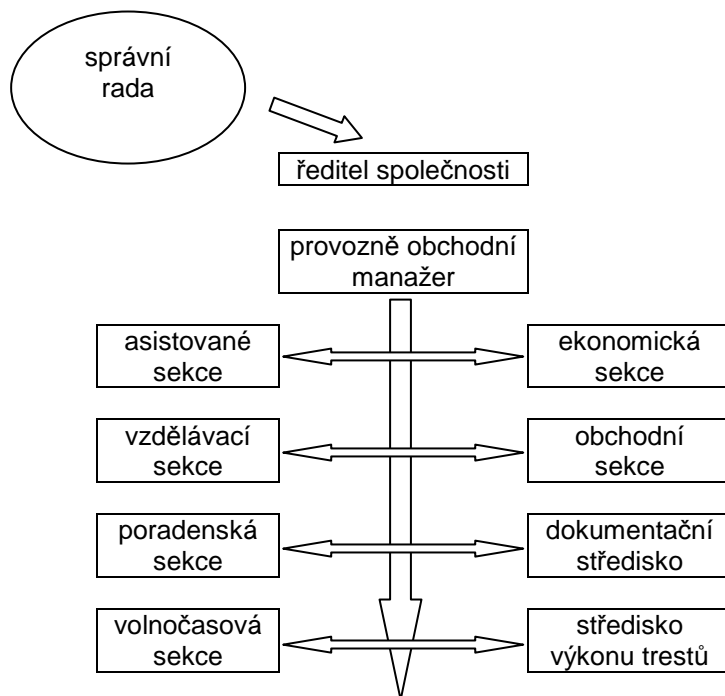 správní
rada
ředitel společnosti
provozně obchodní
manažer
asistované
sekce
ekonomická
sekce
vzdělávací
sekce
obchodní
sekce
poradenská
sekce
dokumentační
středisko
volnočasová
sekce
středisko
výkonu trestů